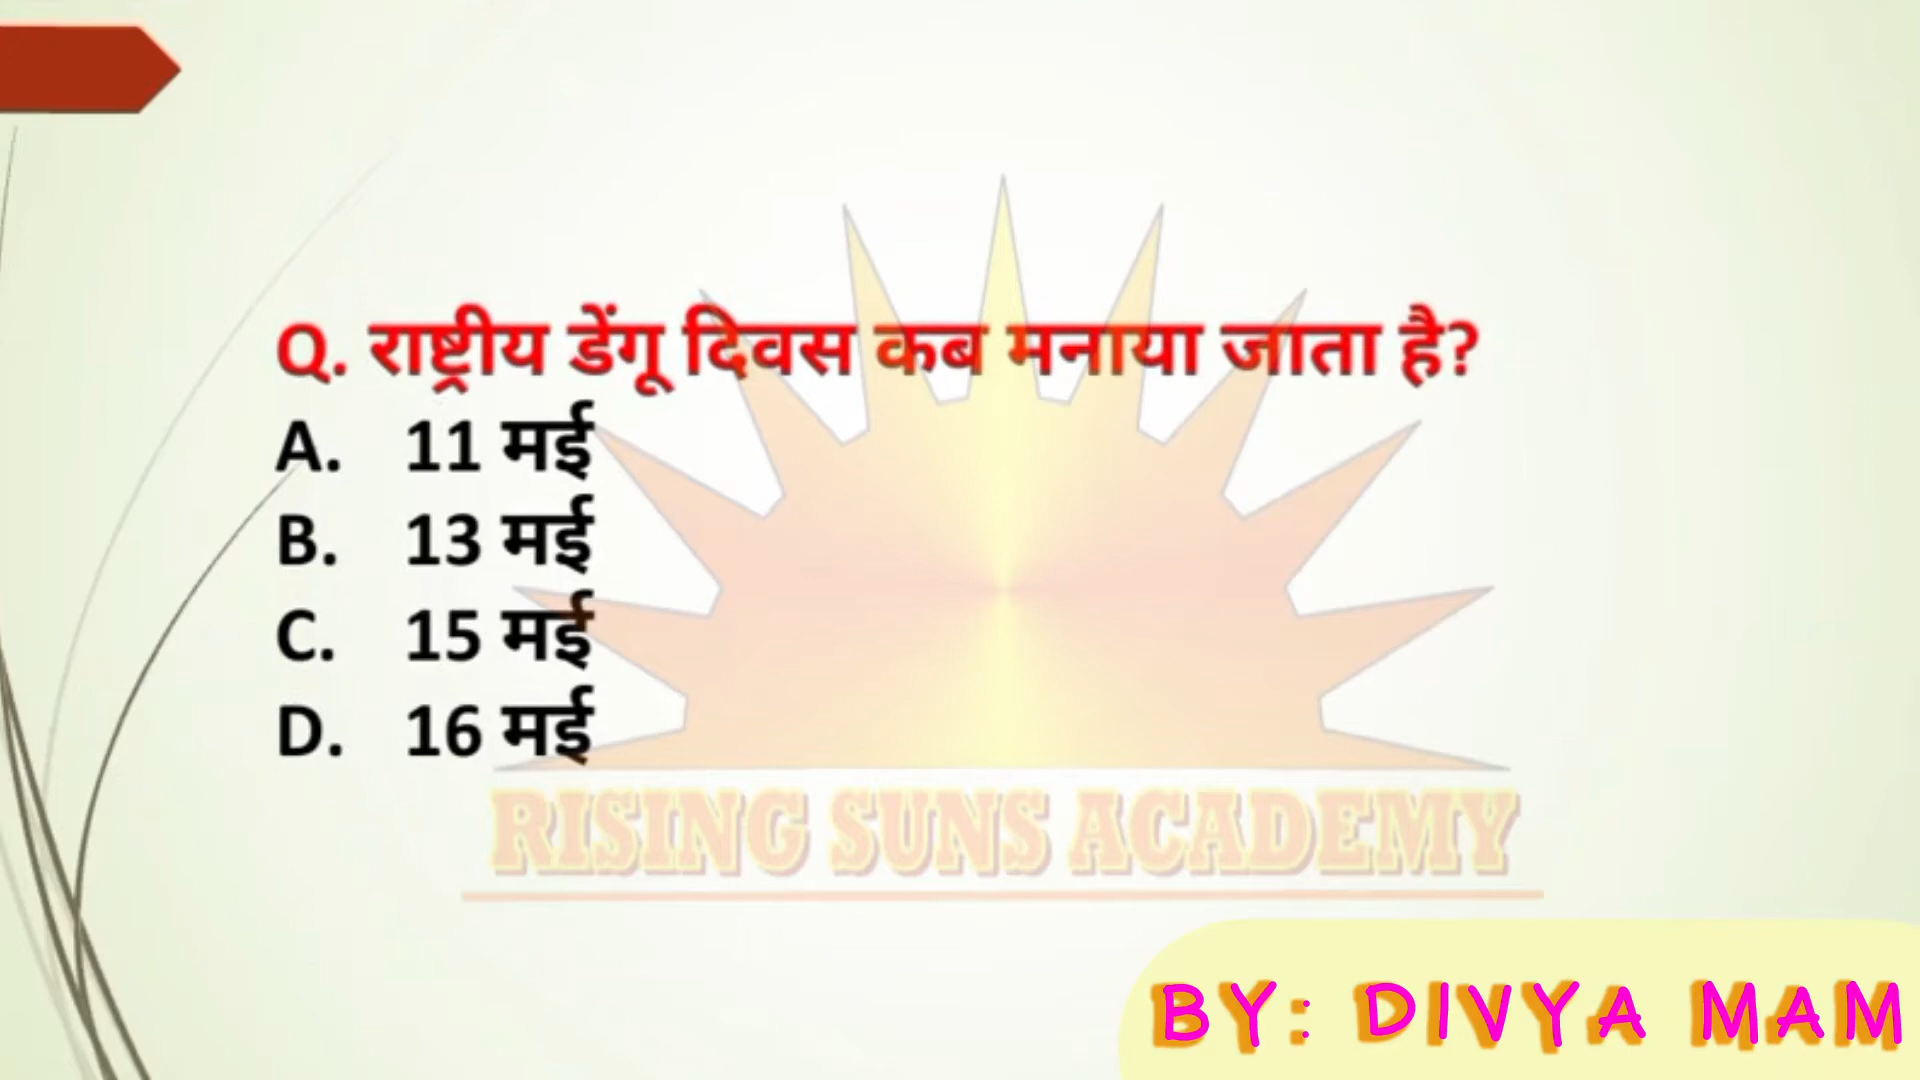 Q. राष्ट्रीय डेंगू दिवस कब मनाया जाता है?
A. 11 मई
B. 13 मई
C. 15 मई
D. 16 मई
RISING SUNS ACADEMY
BY: DIVYA MAM